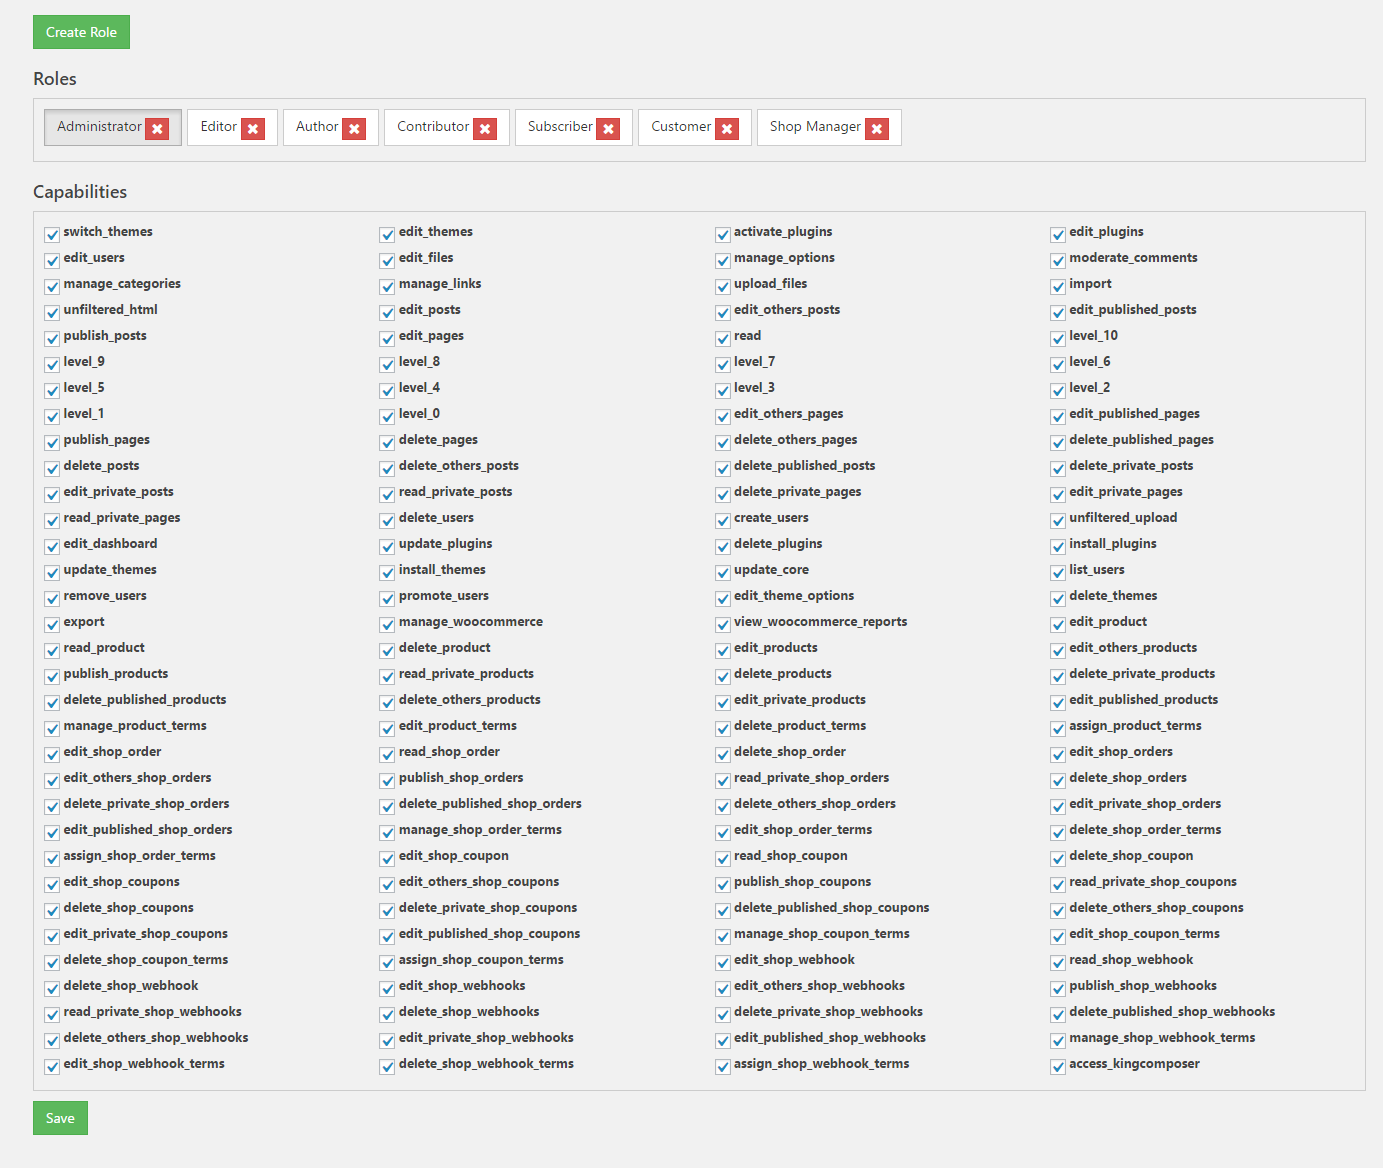 Create Role
Roles
Administrator Editor Author Contributor Subscriber Customer Shop Manager
Capabilities
switch_themes edit_themes activate_plugins edit_plugins
edit_users edit_files manage_options moderate_comments
manage_categories manage_links upload_files import
unfiltered_html edit_posts edit_others_posts edit_published_posts
publish_posts edit_pages read level_10
level_9 level_8 level_7 level_6
level_5 level_4 level_3 level_2
level_1 level_0 edit_others_pages edit_published_pages
publish_pages delete_pages delete_others_pages delete_published_pages
delete_posts delete_others_posts delete_published_posts delete_private_posts
edit_private_posts read_private_posts delete_private_pages edit_private_pages
read_private_pages delete_users create_users unfiltered_upload
edit_dashboard update_plugins delete_plugins install_plugins
update_themes install_themes update_core list_users
remove_users promote_users edit_theme_options delete_themes
export manage_woocommerce view_woocommerce_reports edit_product
read_product delete_product edit_products edit_others_products
publish_products read_private_products delete_products delete_private_products
delete_published_products delete_others_products edit_private_products edit_published_products
manage_product_terms edit_product_terms delete_product_terms assign_product_terms
edit_shop_order read_shop_order delete_shop_order edit_shop_orders
edit_others_shop_orders publish_shop_orders read_private_shop_orders delete_shop_orders
delete_private_shop_orders delete_published_shop_orders delete_others_shop_orders edit_private_shop_orders
edit_published_shop_orders manage_shop_order_terms edit_shop_order_terms delete_shop_order_terms
assign_shop_order_terms edit_shop_coupon read_shop_coupon delete_shop_coupon
edit_shop_coupons edit_others_shop_coupons publish_shop_coupons read_private_shop_coupons
delete_shop_coupons delete_private_shop_coupons delete_published_shop_coupons delete_others_shop_coupons
edit_private_shop_coupons edit_published_shop_coupons manage_shop_coupon_terms edit_shop_coupon_terms
delete_shop_coupon_terms assign_shop_coupon_terms edit_shop_webhook read_shop_webhook
delete_shop_webhook edit_shop_webhooks edit_others_shop_webhooks publish_shop_webhooks
read_private_shop_webhooks delete_shop_webhooks delete_private_shop_webhooks delete_published_shop_webhooks
delete_others_shop_webhooks edit_private_shop_webhooks edit_published_shop_webhooks manage_shop_webhook_terms
edit_shop_webhook_terms delete_shop_webhook_terms assign_shop_webhook_terms access_kingcomposer
Save